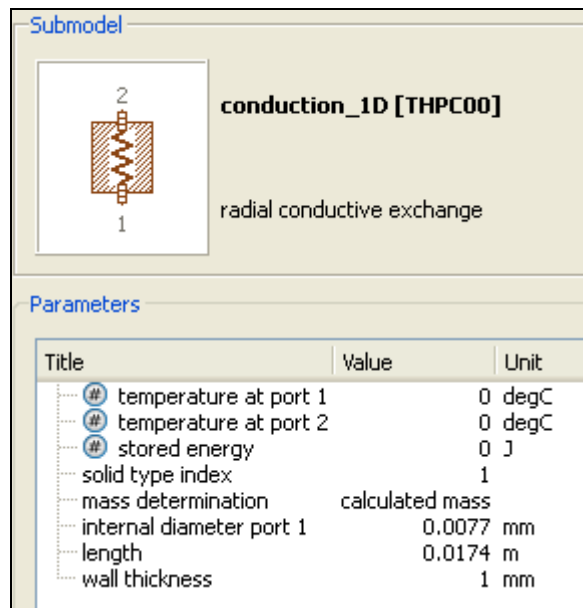 Submodel
2
1
conduction_1D [THPC00]
radial conductive exchange
Parameters
Title Value Unit
# temperature at port 1 0 degC
# temperature at port 2 0 degC
# stored energy 0 J
solid type index 1
mass determination calculated mass
internal diameter port 1 0.0077 mm
length 0.0174 m
wall thickness 1 mm